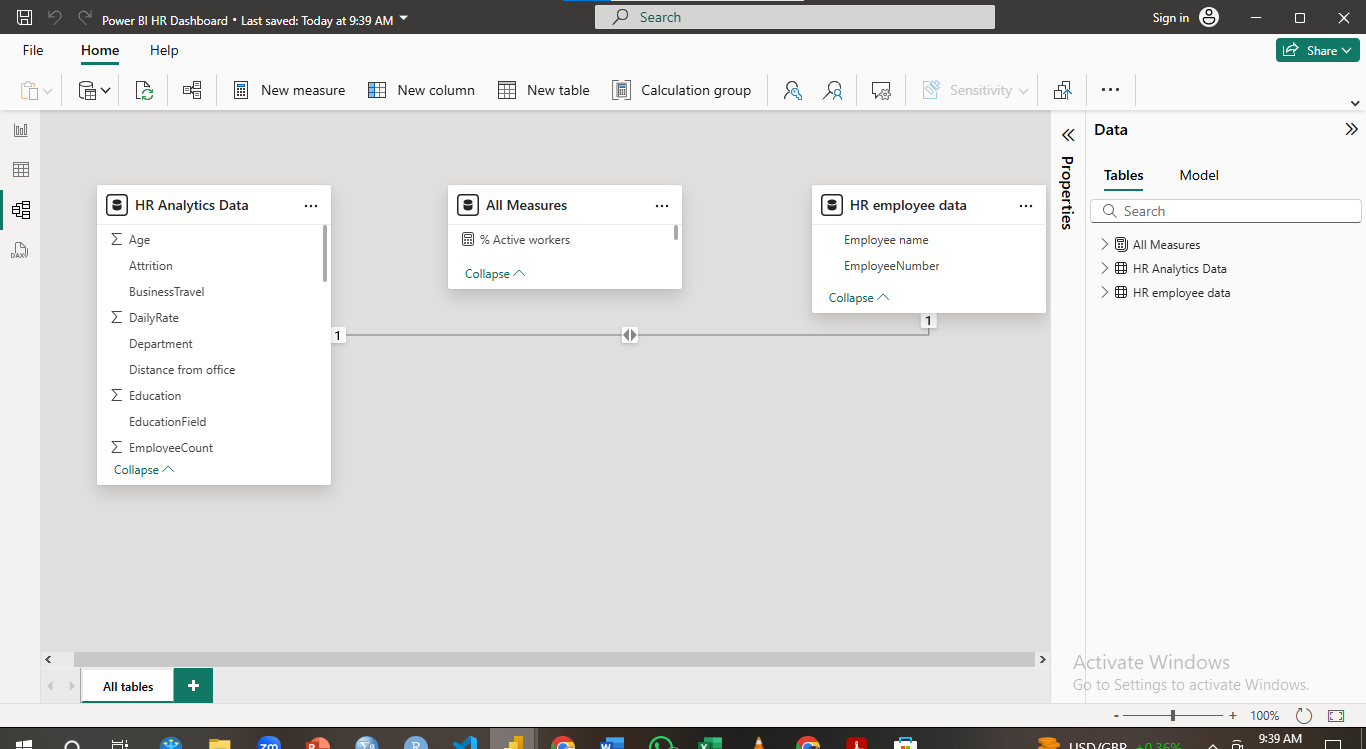 Power BI HR Dashboard • Last saved: Today at 9:39 AM
Search
Sign in
File
Home
Help
Share
New measure
New column
New table
Calculation group
Sensitivity
HR Analytics Data
Age
Attrition
BusinessTravel
DailyRate
Department
Distance from office
Education
EducationField
EmployeeCount
Collapse
All Measures
% Active workers
Collapse
HR employee data
Employee name
EmployeeNumber
Collapse
1
1
Properties
Data
Tables
Model
Search
All Measures
HR Analytics Data
HR employee data
DAX
All tables
Activate Windows
Go to Settings to activate Windows.
100%
zm
R
W
X
USD/GBP +0.36%
9:39 AM